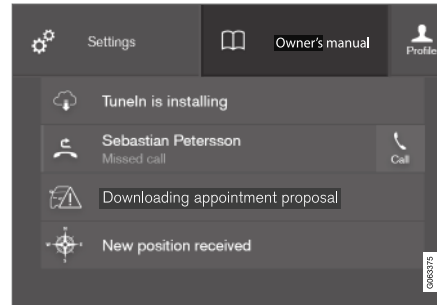 Settings
Owner's manual
Profile
TuneIn is installing
Sebastian Petersson
Missed call
Call
Downloading appointment proposal
New position received
G063375